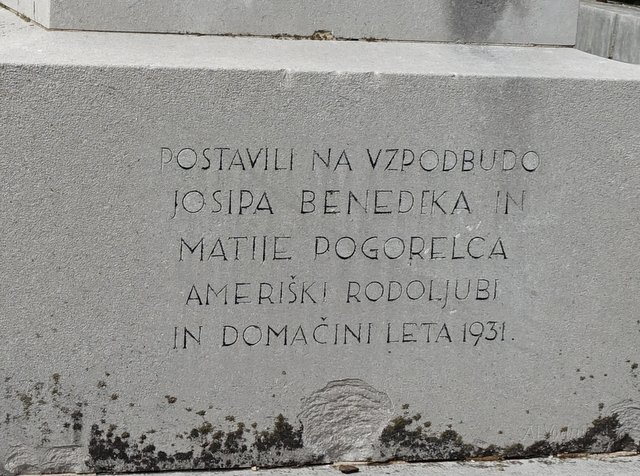 POSTAVILI NA VZPODBUDO
JOSIPA BENEDIKA IN
MATIJE POGORELCA
AMERIŠKI RODOLJUBI
IN DOMAČINI LETA 1931.